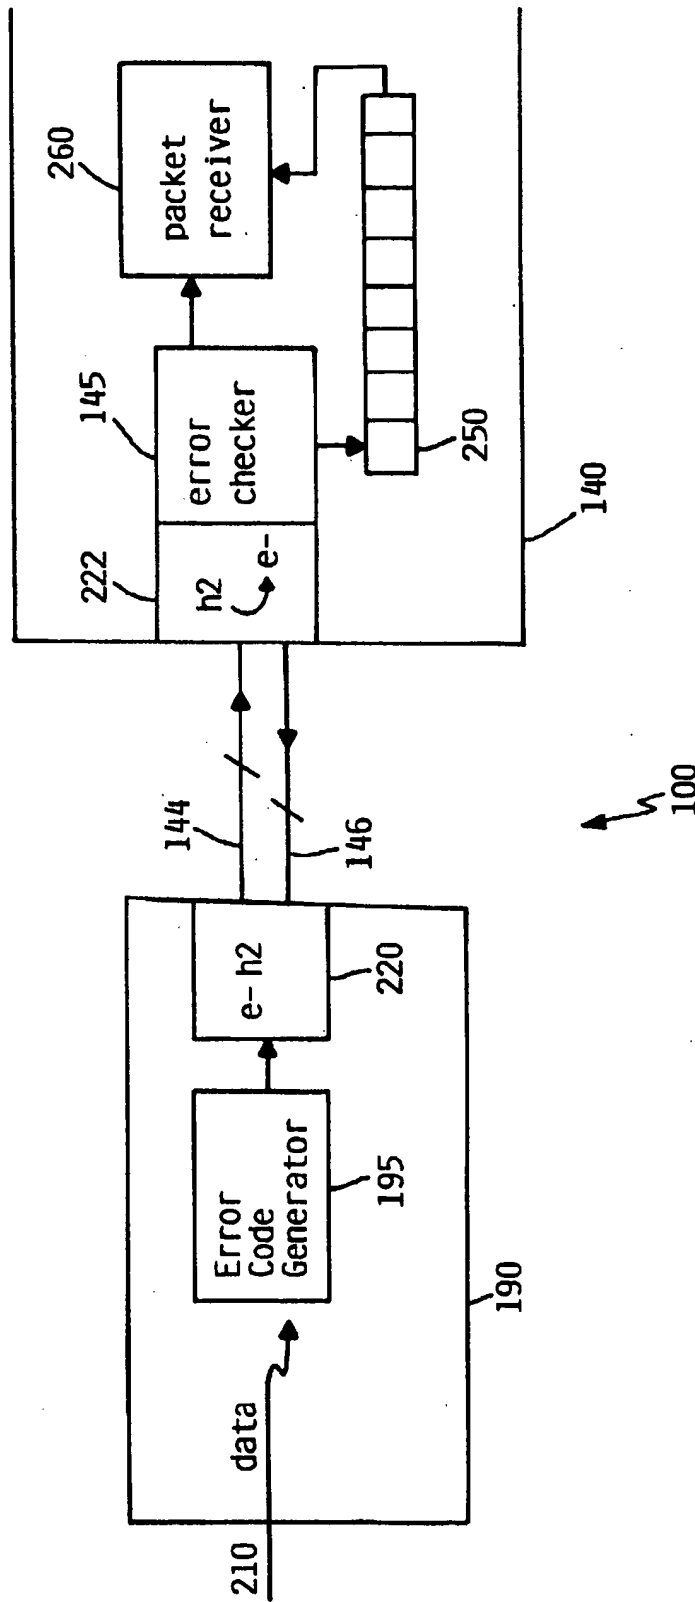 210
data
Error
Code
Generator
195
190
e- h2
220
144
146
100
222
h2
e-
145
error
checker
260
packet
receiver
250
140